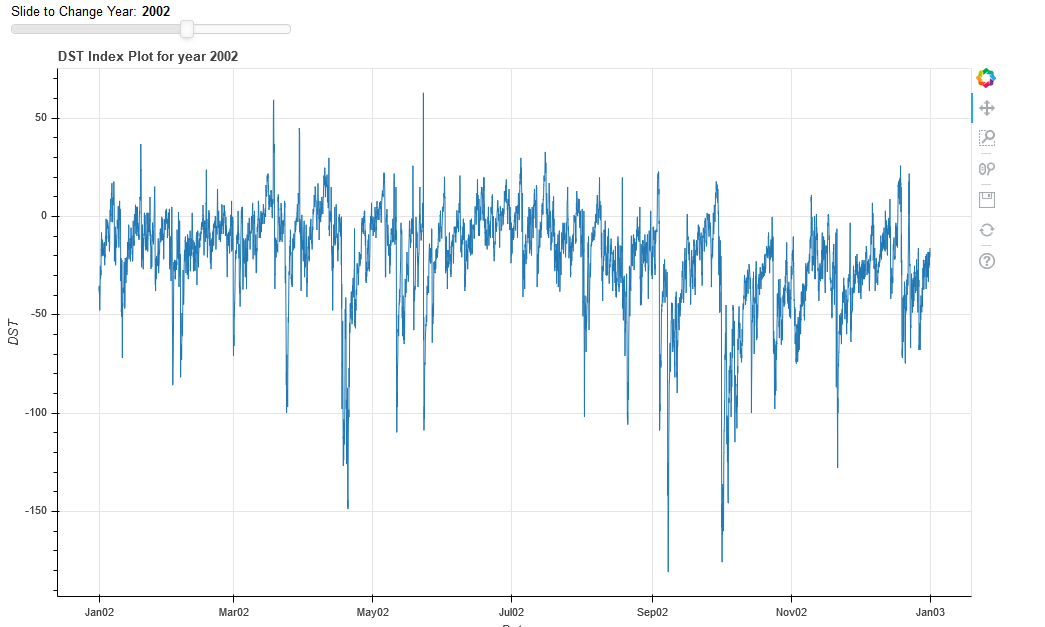 Slide to Change Year: 2002
DST Index Plot for year 2002
50
0
-50
-100
-150
DST
Jan02 Mar02 May02 Jul02 Sep02 Nov02 Jan03